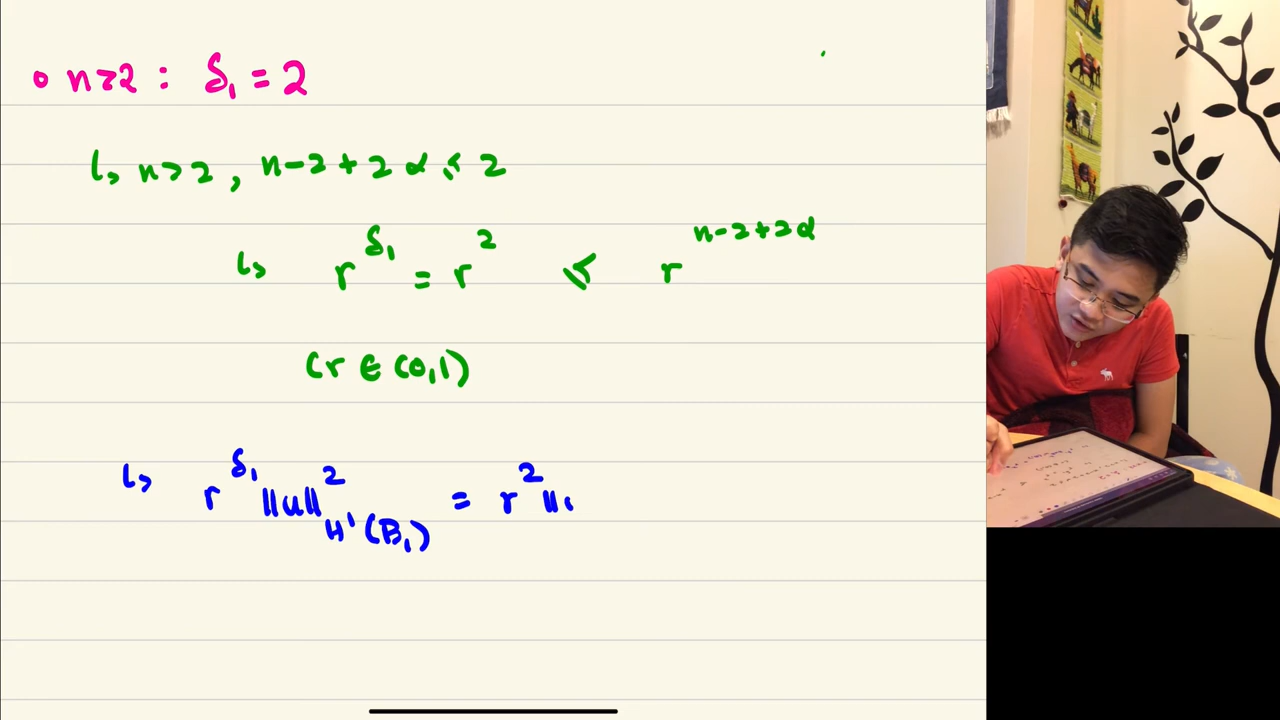 • n>2 : δ₁ = 2
↳ n>2, n-2+2α ≤ 2
↳ r^δ₁ = r² ≤ r^{n-2+2α}
(r ∈ (0,1)
↳ r^δ₁ ||u||²_{H¹(B₁)} = r² ||